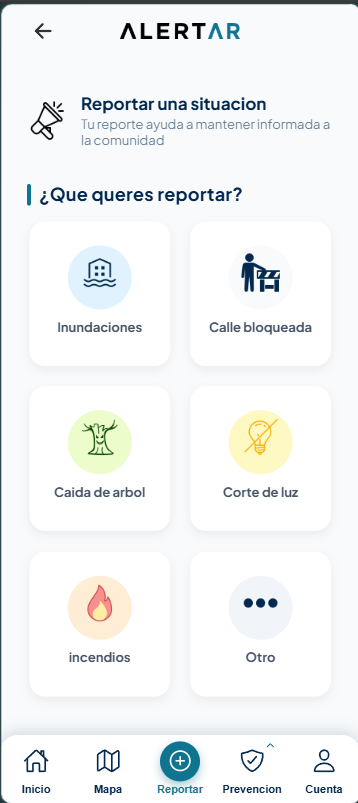 ALERTAR
Reportar una situacion
Tu reporte ayuda a mantener informada a
la comunidad
¿Que queres reportar?
Inundaciones
Calle bloqueada
Caida de arbol
Corte de luz
incendios
Otro
Inicio
Mapa
Reportar
Prevencion
Cuenta